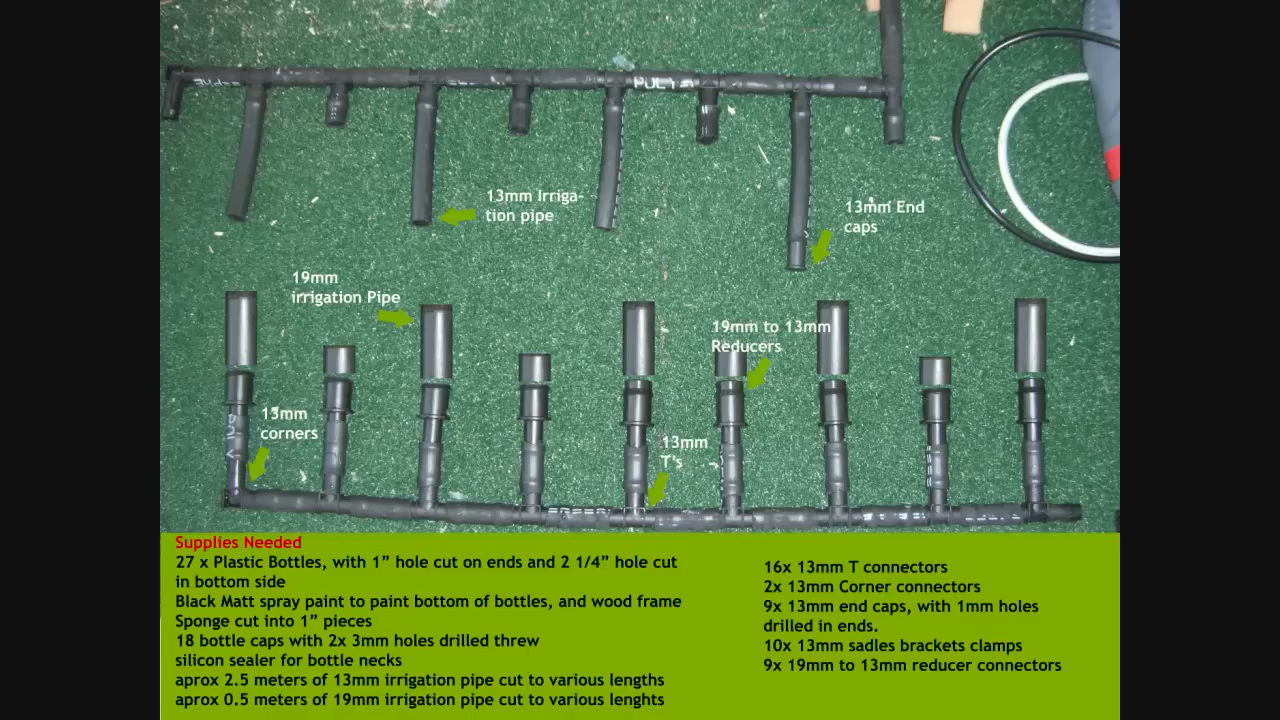 POLY
13mm Irriga-
tion pipe
13mm End
caps
19mm
irrigation Pipe
19mm to 13mm
Reducers
13mm
corners
13mm
T's
Supplies Needed
27 x Plastic Bottles, with 1” hole cut on ends and 2 1/4” hole cut
in bottom side
Black Matt spray paint to paint bottom of bottles, and wood frame
Sponge cut into 1” pieces
18 bottle caps with 2x 3mm holes drilled threw
silicon sealer for bottle necks
aprox 2.5 meters of 13mm irrigation pipe cut to various lengths
aprox 0.5 meters of 19mm irrigation pipe cut to various lenghts
16x 13mm T connectors
2x 13mm Corner connectors
9x 13mm end caps, with 1mm holes
drilled in ends.
10x 13mm sadles brackets clamps
9x 19mm to 13mm reducer connectors